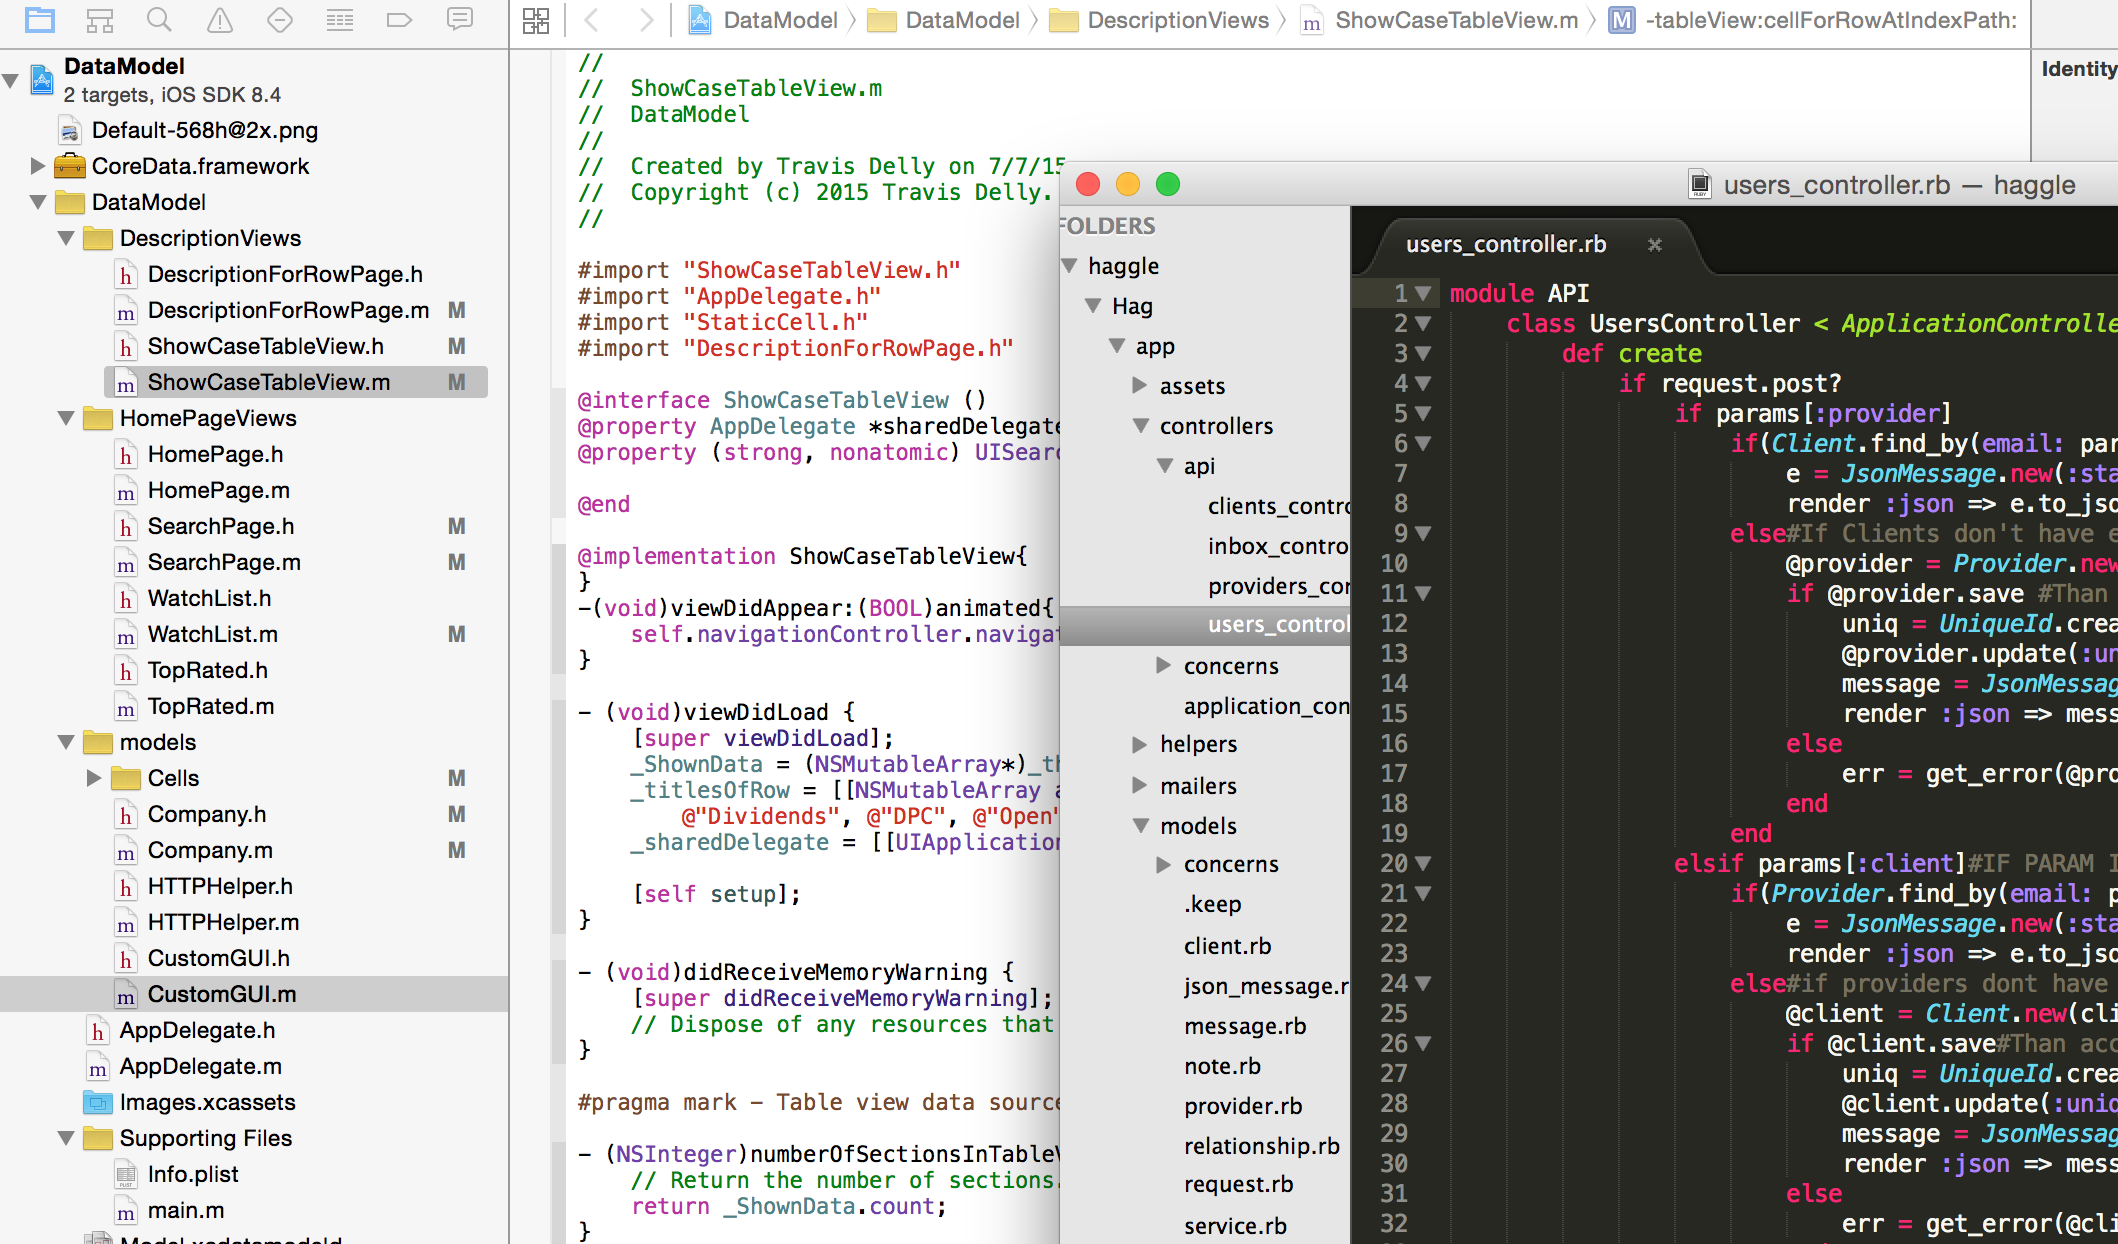 DataModel
DataModel
DescriptionViews
ShowCaseTableView.m
M
-tableView:cellForRowAtIndexPath:
Identity
DataModel
2 targets, iOS SDK 8.4
Default-568h@2x.png
CoreData.framework
DataModel
DescriptionViews
h DescriptionForRowPage.h
m DescriptionForRowPage.m M
h ShowCaseTableView.h M
m ShowCaseTableView.m M
HomePageViews
h HomePage.h
m HomePage.m
h SearchPage.h M
m SearchPage.m M
h WatchList.h
m WatchList.m M
h TopRated.h
m TopRated.m
models
Cells M
h Company.h M
m Company.m M
h HTTPHelper.h
m HTTPHelper.m
h CustomGUI.h
m CustomGUI.m
h AppDelegate.h
m AppDelegate.m
Images.xcassets
Supporting Files
Info.plist
m main.m
Model.xcdatamodeld
//
//  ShowCaseTableView.m
//  DataModel
//
//  Created by Travis Delly on 7/7/15
//  Copyright (c) 2015 Travis Delly.
//
#import "ShowCaseTableView.h"
#import "AppDelegate.h"
#import "StaticCell.h"
#import "DescriptionForRowPage.h"
@interface ShowCaseTableView ()
@property AppDelegate *sharedDelegate
@property (strong, nonatomic) UISear
@end
@implementation ShowCaseTableView{
}
-(void)viewDidAppear:(BOOL)animated{
self.navigationController.navigat
}
- (void)viewDidLoad {
[super viewDidLoad];
_ShownData = (NSMutableArray*)_th
_titlesOfRow = [[NSMutableArray a
@"Dividends", @"DPC", @"Open"
_sharedDelegate = [[UIApplication
[self setup];
}
- (void)didReceiveMemoryWarning {
[super didReceiveMemoryWarning];
// Dispose of any resources that
}
#pragma mark - Table view data source
- (NSInteger)numberOfSectionsInTableV
// Return the number of sections.
return _ShownData.count;
}
users_controller.rb — haggle
FOLDERS
haggle
Hag
app
assets
controllers
api
clients_contro
inbox_contro
providers_con
users_control
concerns
application_con
helpers
mailers
models
concerns
.keep
client.rb
json_message.r
message.rb
note.rb
provider.rb
relationship.rb
request.rb
service.rb
users_controller.rb
1 module API
2 class UsersController < ApplicationControlle
3 def create
4 if request.post?
5 if params[:provider]
6 if(Client.find_by(email: par
7 e = JsonMessage.new(:sta
8 render :json => e.to_jso
9 else#If Clients don't have e
10 @provider = Provider.new
11 if @provider.save #Than
12 uniq = UniqueId.crea
13 @provider.update(:un
14 message = JsonMessag
15 render :json => mess
16 else
17 err = get_error(@pro
18 end
19 end
20 elsif params[:client]#IF PARAM I
21 if(Provider.find_by(email: p
22 e = JsonMessage.new(:sta
23 render :json => e.to_jso
24 else#if providers dont have
25 @client = Client.new(cli
26 if @client.save#Than acc
27 uniq = UniqueId.crea
28 @client.update(:uniq
29 message = JsonMessag
30 render :json => mess
31 else
32 err = get_error(@cli